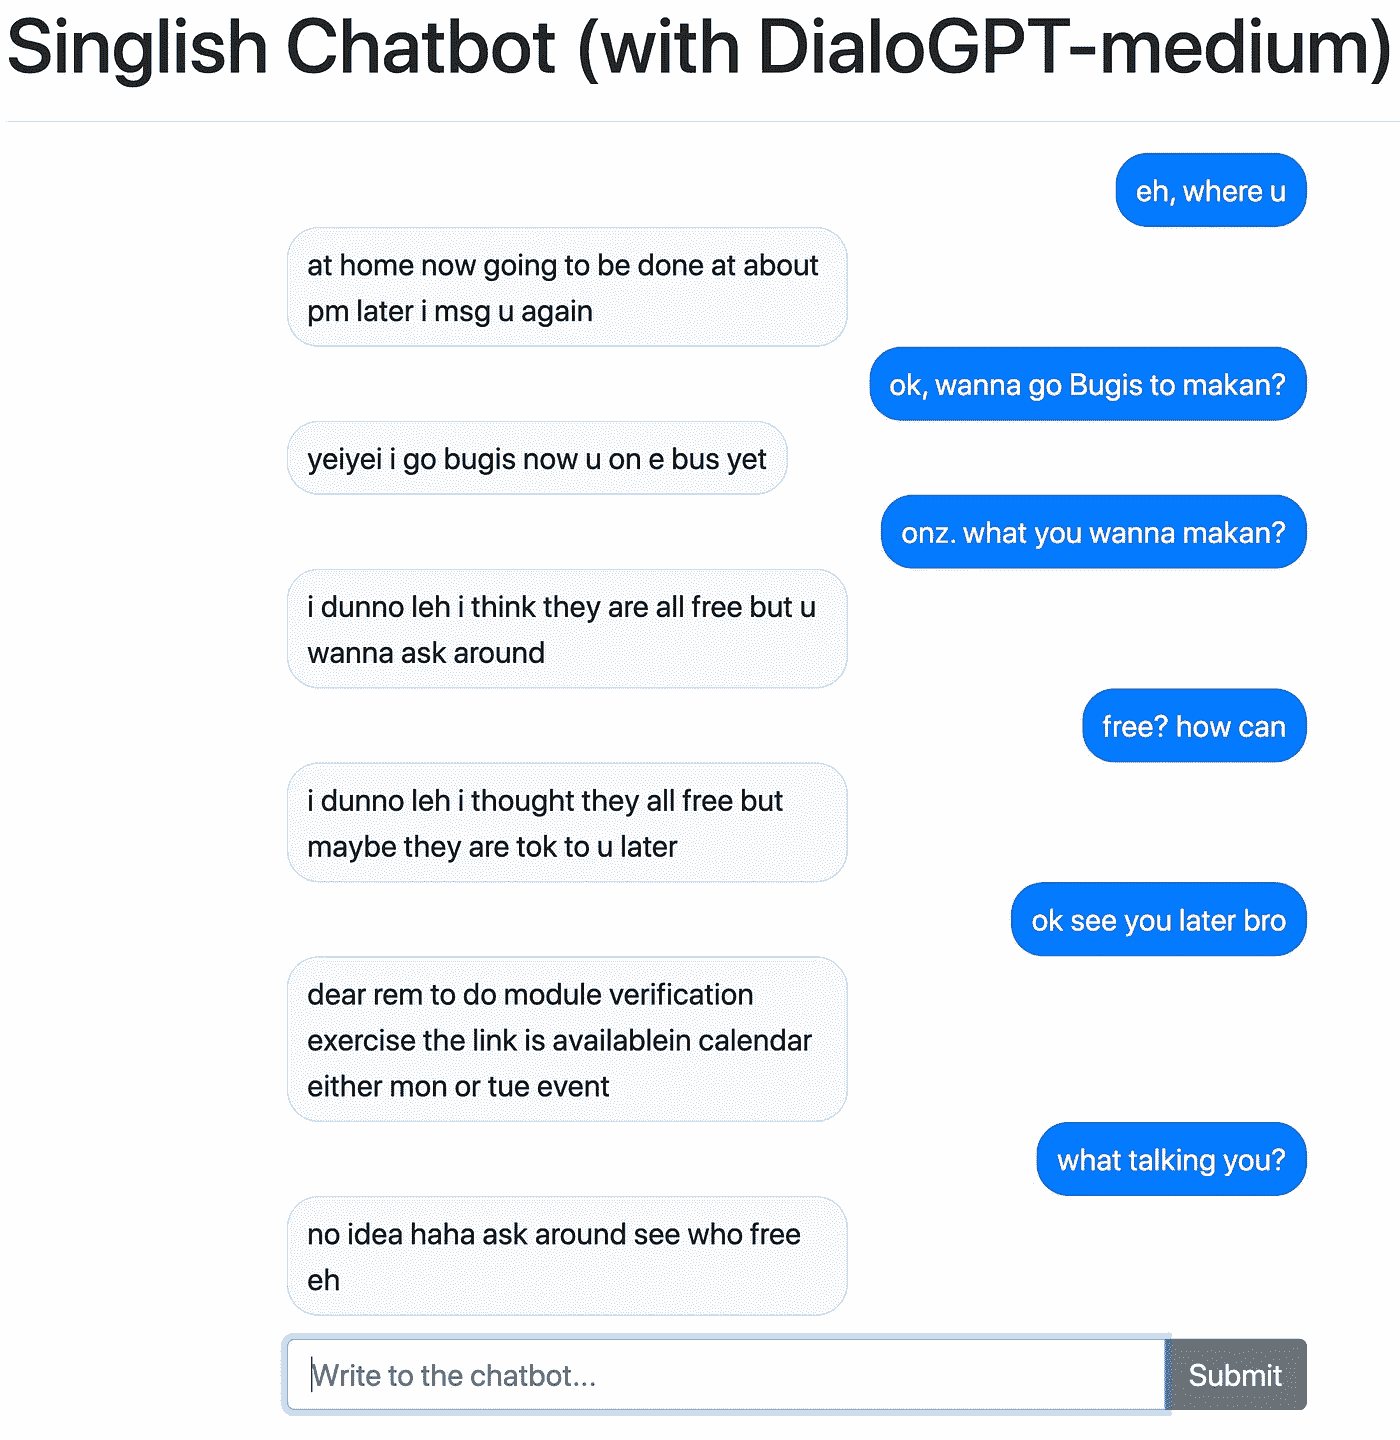 Singlish Chatbot (with DialoGPT-medium)
eh, where u
at home now going to be done at about
pm later i msg u again
ok, wanna go Bugis to makan?
yeiyei i go bugis now u on e bus yet
onz. what you wanna makan?
i dunno leh i think they are all free but u
wanna ask around
free? how can
i dunno leh i thought they all free but
maybe they are tok to u later
ok see you later bro
dear rem to do module verification
exercise the link is availablein calendar
either mon or tue event
what talking you?
no idea haha ask around see who free
eh
Write to the chatbot...
Submit